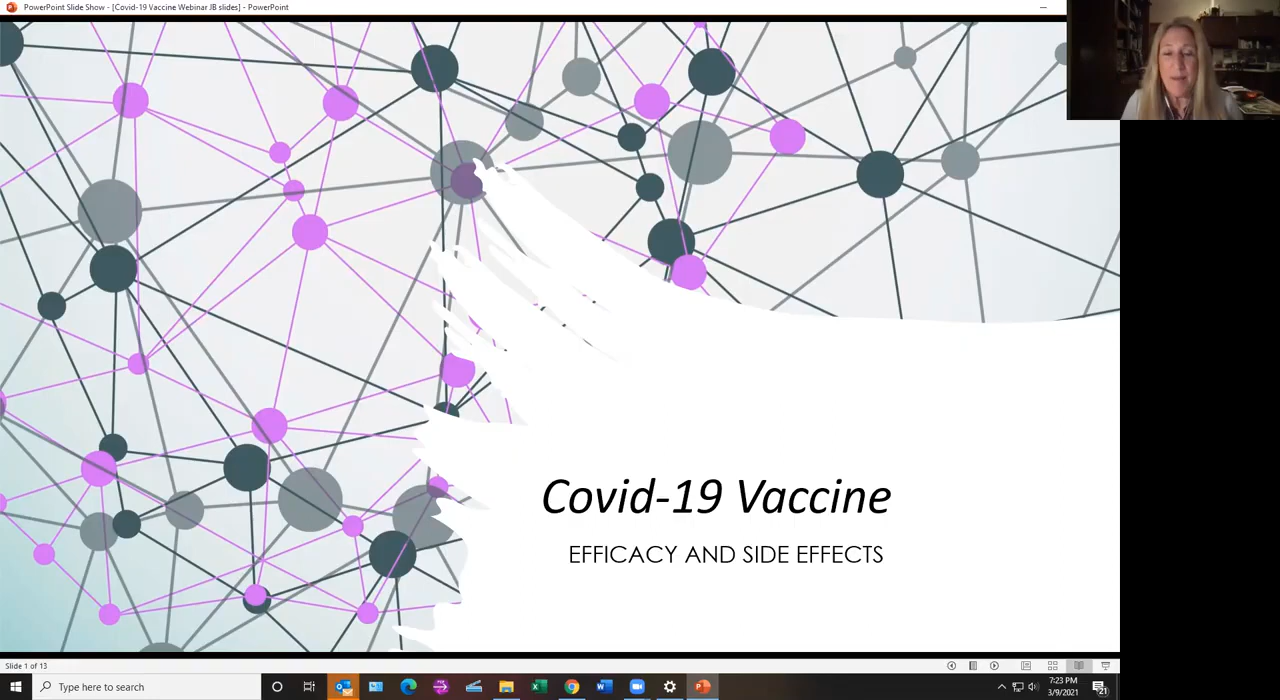 PowerPoint Slide Show - [Covid-19 Vaccine Webinar JB slides] - PowerPoint
Covid-19 Vaccine
EFFICACY AND SIDE EFFECTS
Slide 1 of 13
Type here to search
7:23 PM
3/9/2021
21